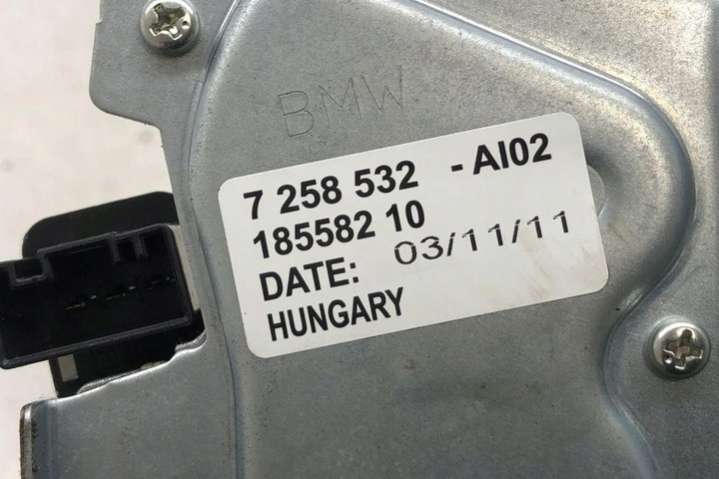 BMW
7 258 532 - AI02
185582 10
DATE: 03/11/11
HUNGARY